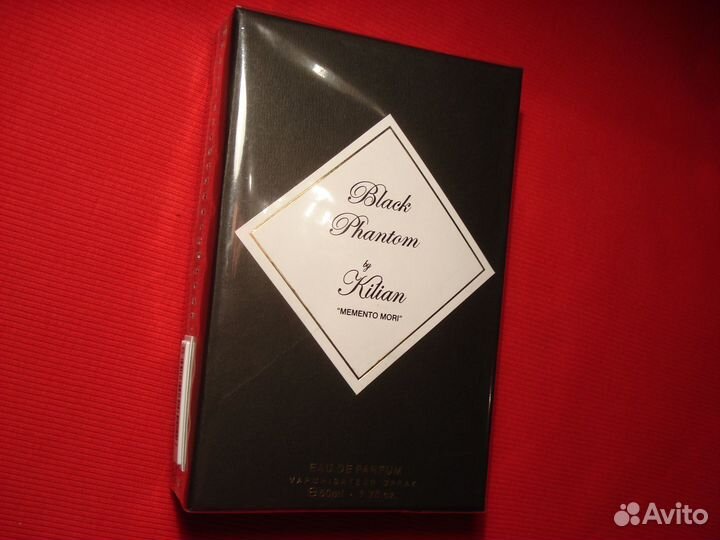 Black
Phantom
by
Kilian
"MEMENTO MORI"
EAU DE PARFUM
VAPORISATEUR SPRAY
Avito